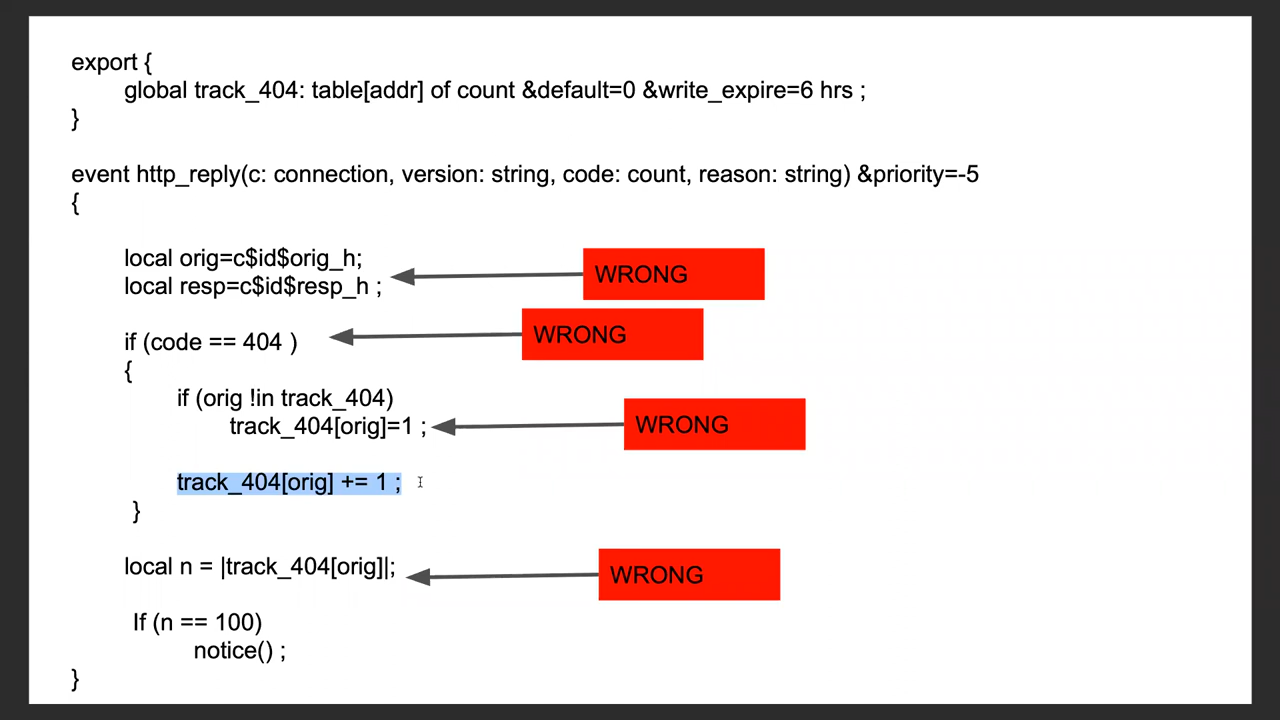 export {
global track_404: table[addr] of count &default=0 &write_expire=6 hrs ;
}
event http_reply(c: connection, version: string, code: count, reason: string) &priority=-5
{
local orig=c$id$orig_h;
local resp=c$id$resp_h ;
WRONG
if (code == 404 )
WRONG
{
if (orig !in track_404)
track_404[orig]=1 ;
WRONG
track_404[orig] += 1 ;
}
local n = |track_404[orig]|;
WRONG
If (n == 100)
notice() ;
}